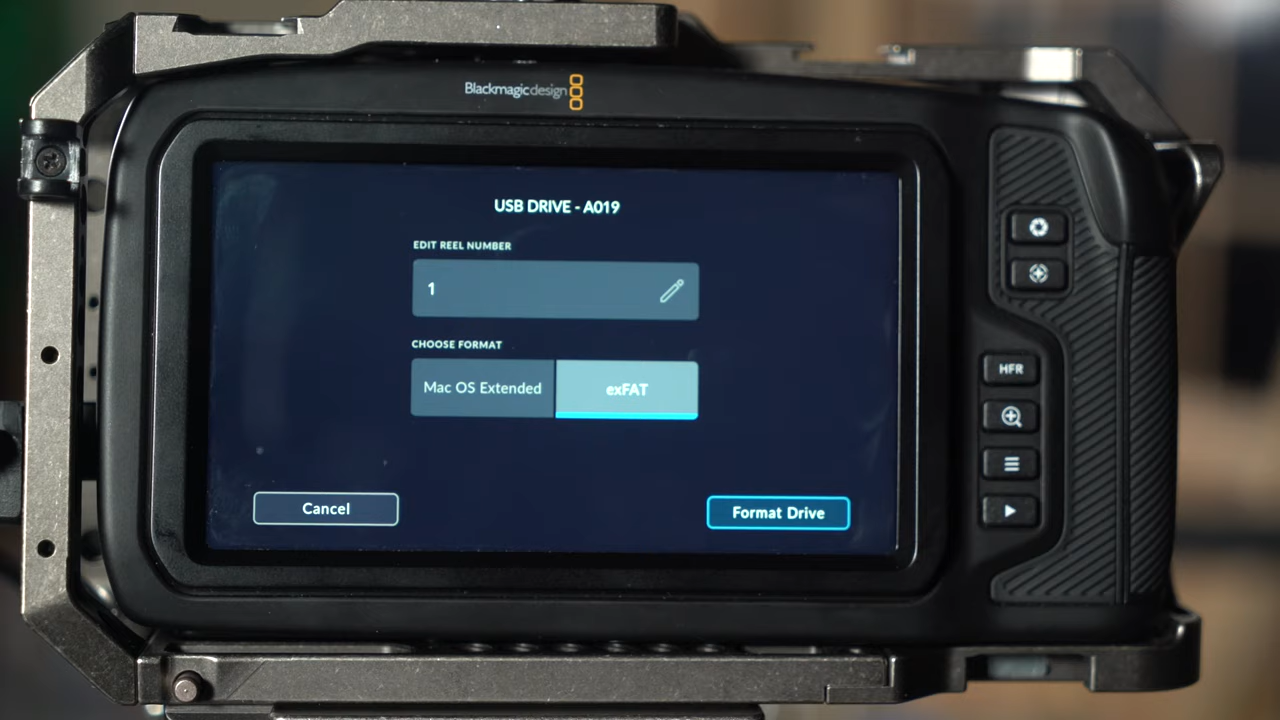 Blackmagicdesign
USB DRIVE - A019
EDIT REEL NUMBER
1
CHOOSE FORMAT
Mac OS Extended
exFAT
Cancel
Format Drive
HFR